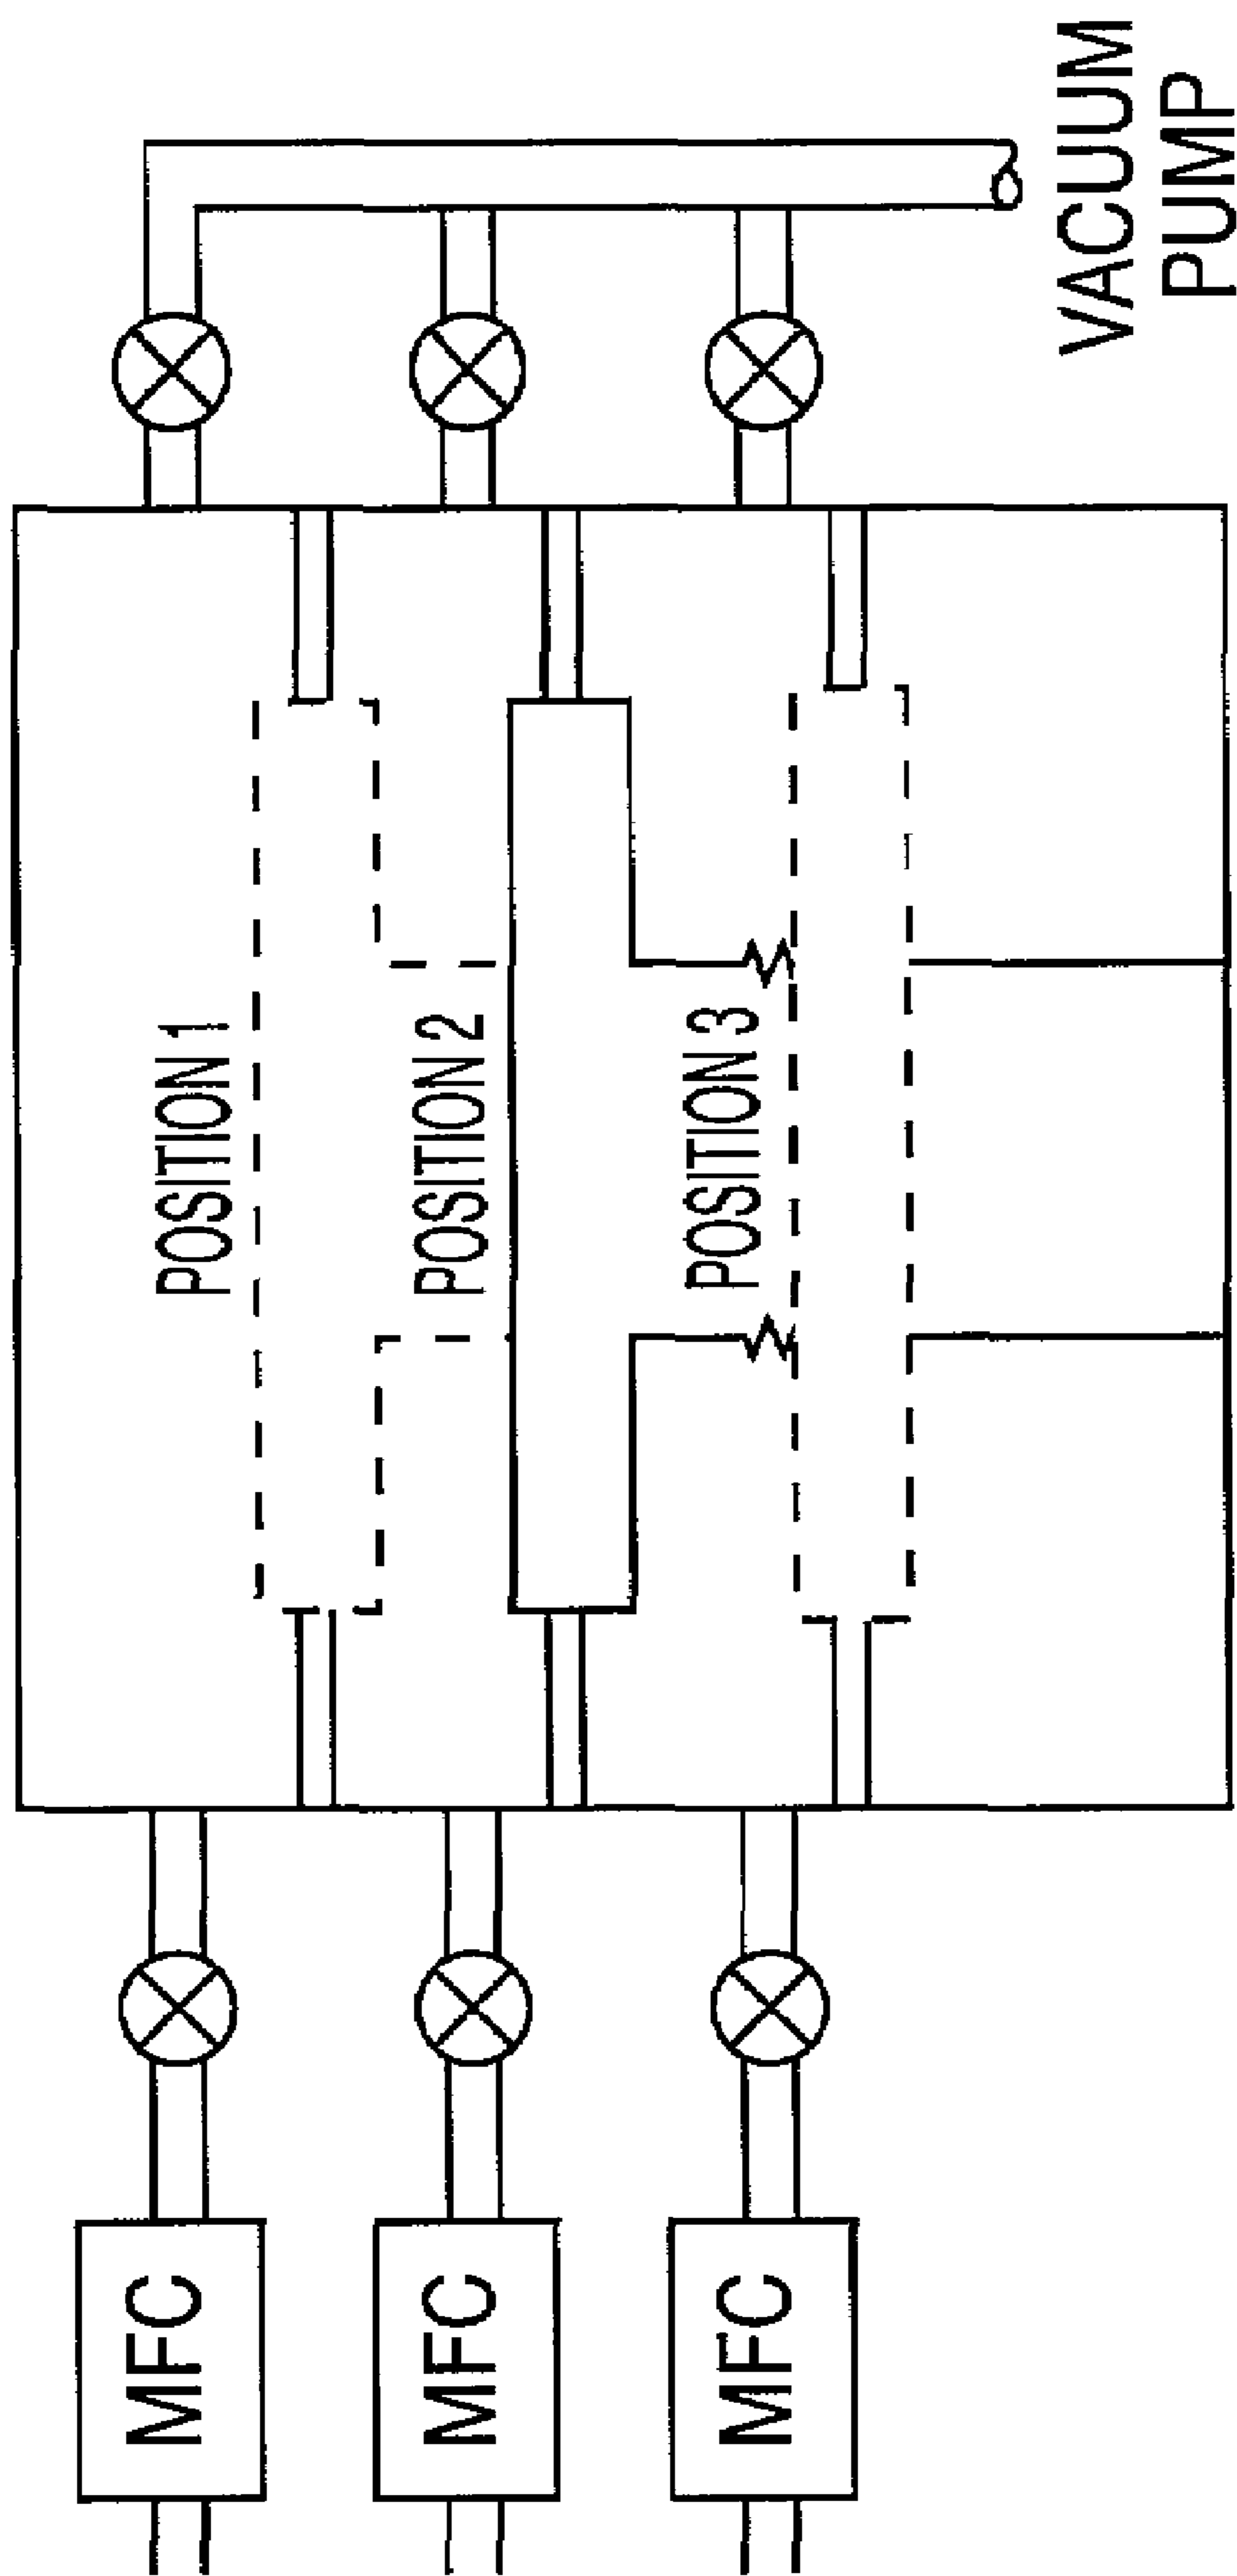 MFC
MFC
MFC
POSITION 1
POSITION 2
POSITION 3
VACUUM
PUMP